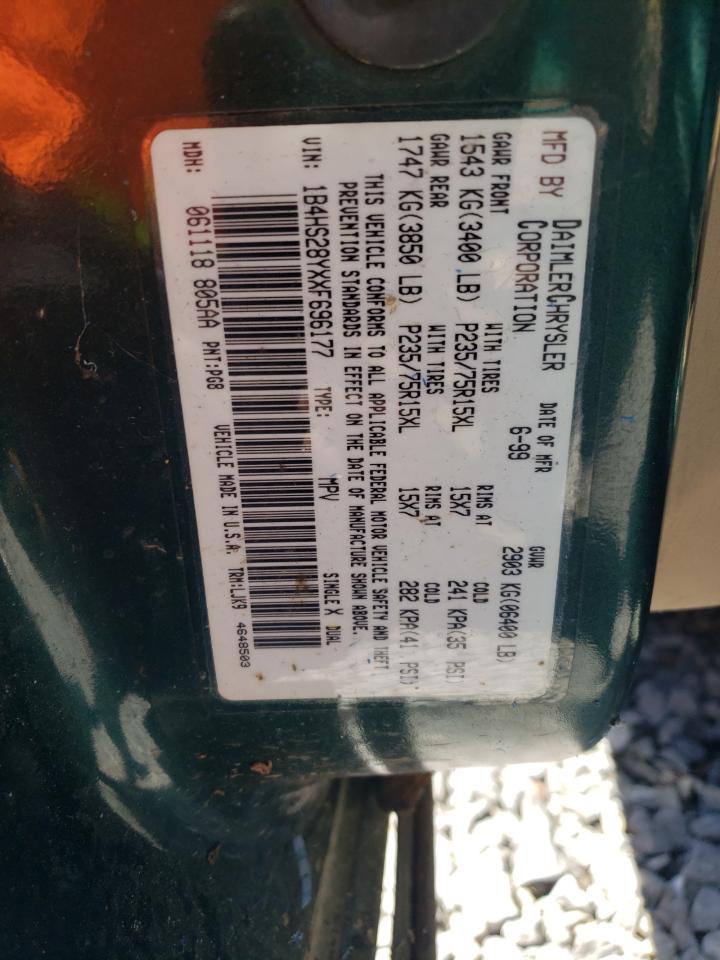 MFD BY DAIMLERCHRYSLER CORPORATION DATE OF MFR 6-99 GVWR 2903 KG(06400 LB)
GAWR FRONT WITH TIRES RIMS AT COLD
1543 KG(3400 LB) P235/75R15XL 15X7 241 KPA(35 PSI)
GAWR REAR WITH TIRES RIMS AT COLD
1747 KG(3850 LB) P235/75R15XL 15X7 282 KPA(41 PSI)
THIS VEHICLE CONFORMS TO ALL APPLICABLE FEDERAL MOTOR VEHICLE SAFETY AND THEFT
PREVENTION STANDARDS IN EFFECT ON THE DATE OF MANUFACTURE SHOWN ABOVE.
VIN: 1B4HS28YXXF696177 TYPE: MPV SINGLE X DUAL
MDH: 061118 805AA PNT:PG8 VEHICLE MADE IN U.S.A. TRM:LJK9 4648503